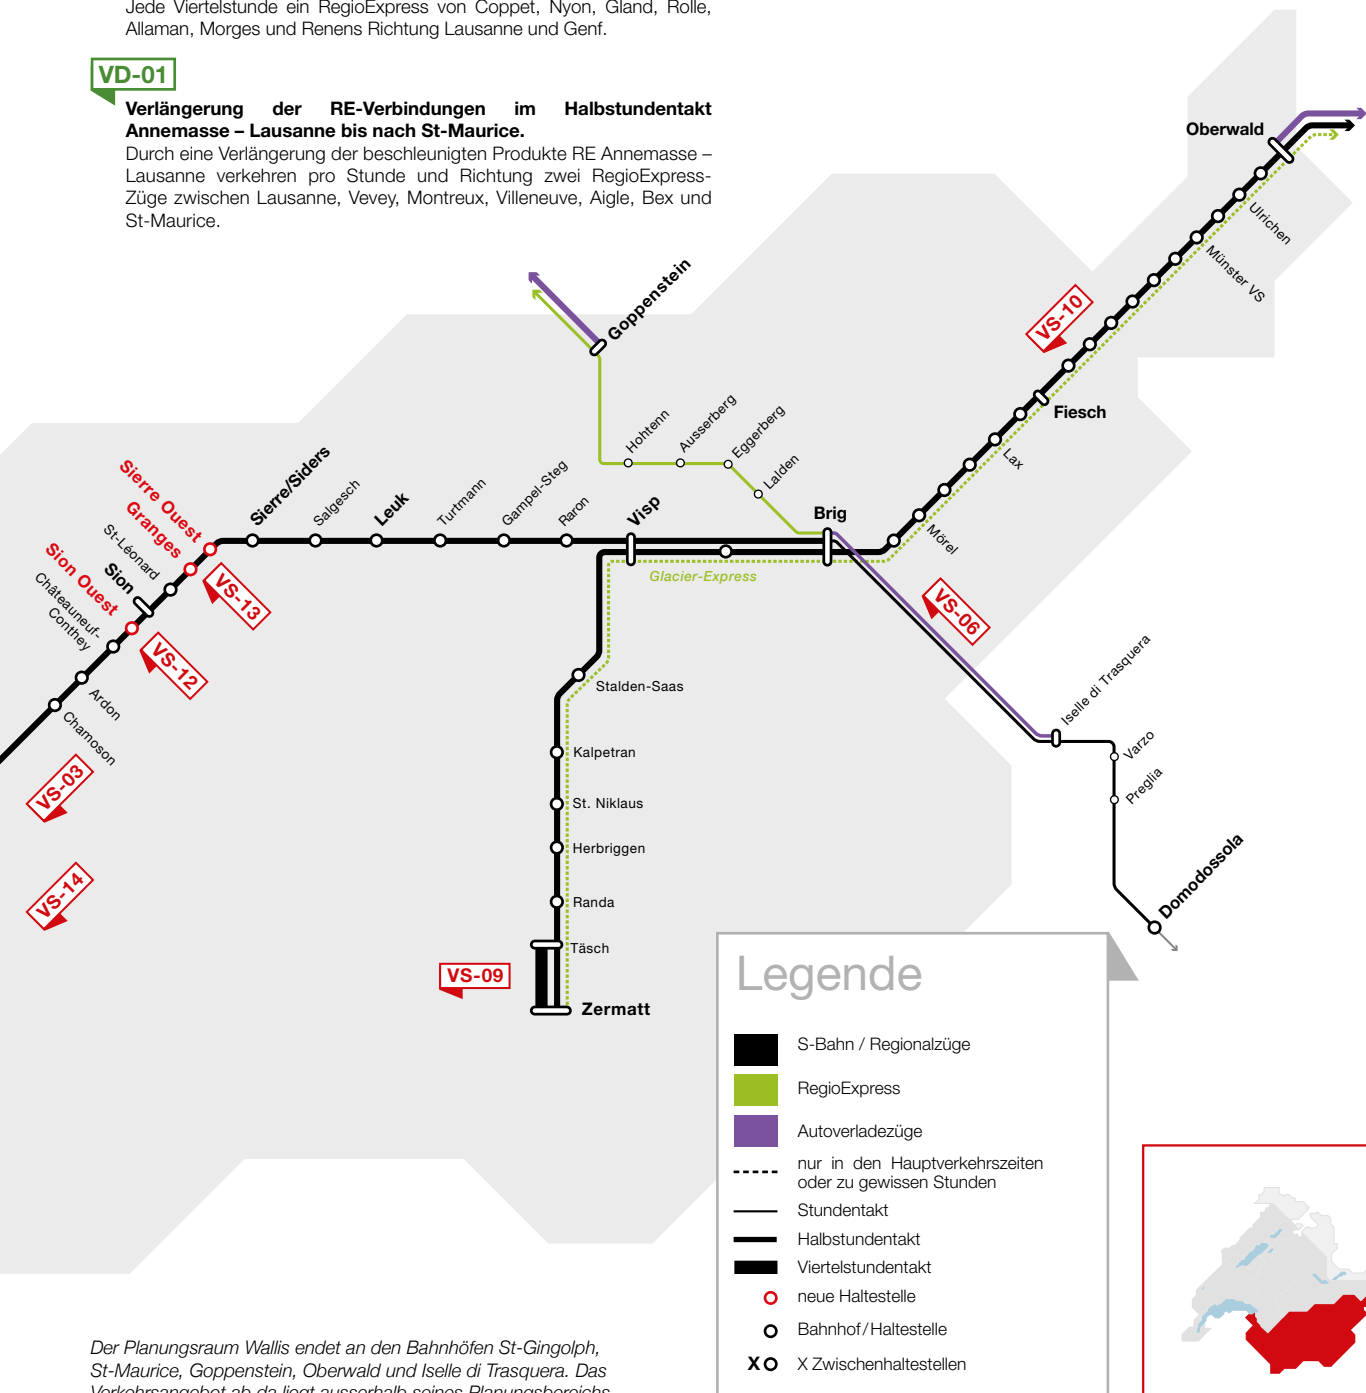 Jede Viertelstunde ein RegioExpress von Coppet, Nyon, Gland, Rolle,
Allaman, Morges und Renens Richtung Lausanne und Genf.
VD-01
Verlängerung der RE-Verbindungen im Halbstundentakt
Annemasse – Lausanne bis nach St-Maurice.
Durch eine Verlängerung der beschleunigten Produkte RE Annemasse –
Lausanne verkehren pro Stunde und Richtung zwei RegioExpress-
Züge zwischen Lausanne, Vevey, Montreux, Villeneuve, Aigle, Bex und
St-Maurice.
Oberwald
Ulrichen
Münster VS
VS-10
Fiesch
Lax
Mörel
Goppenstein
Hohtenn
Ausserberg
Eggerberg
Lalden
Brig
Visp
Raron
Gampel-Steg
Turtmann
Leuk
Salgesch
Sierre/Siders
Sierre Ouest
Granges
St-Léonard
Sion
Sion Ouest
Châteauneuf-
Conthey
Ardon
Chamoson
VS-13
VS-12
VS-03
VS-14
Glacier-Express
VS-06
Iselle di Trasquera
Varzo
Preglia
Domodossola
Stalden-Saas
Kalpetran
St. Niklaus
Herbriggen
Randa
Täsch
VS-09
Zermatt
Legende
S-Bahn / Regionalzüge
RegioExpress
Autoverladezüge
nur in den Hauptverkehrszeiten
oder zu gewissen Stunden
Stundentakt
Halbstundentakt
Viertelstundentakt
neue Haltestelle
Bahnhof/Haltestelle
X X Zwischenhaltestellen
Der Planungsraum Wallis endet an den Bahnhöfen St-Gingolph,
St-Maurice, Goppenstein, Oberwald und Iselle di Trasquera. Das
Verkehrsangebot ab da liegt ausserhalb seines Planungsbereichs